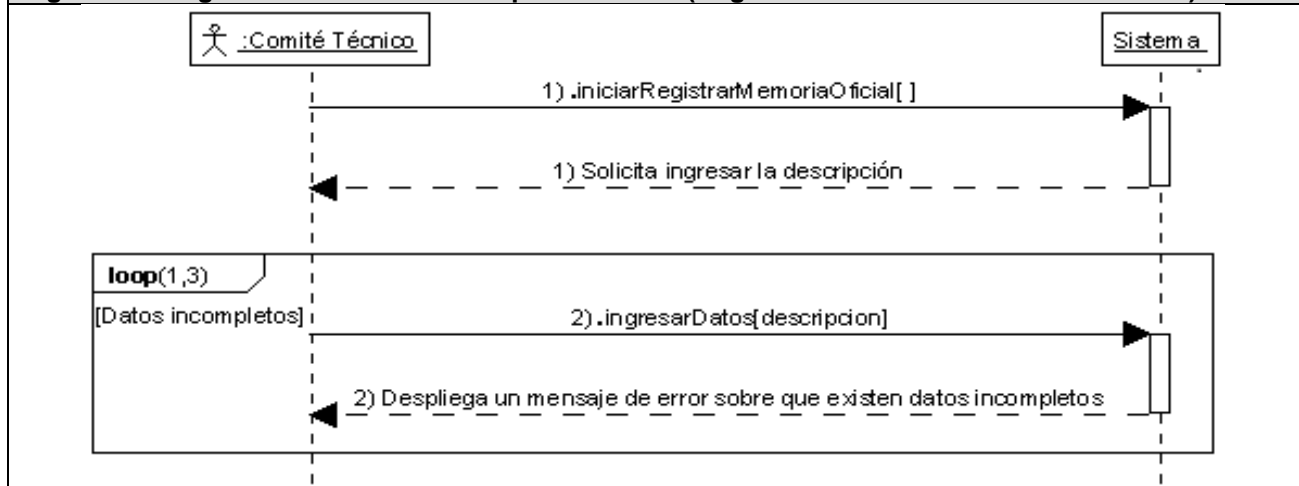 :Comité Técnico
Sistema
1) .iniciarRegistrarMemoriaOficial[ ]
1) Solicita ingresar la descripción
loop(1,3)
[Datos incompletos]
2) .ingresarDatos[descripcion]
2) Despliega un mensaje de error sobre que existen datos incompletos